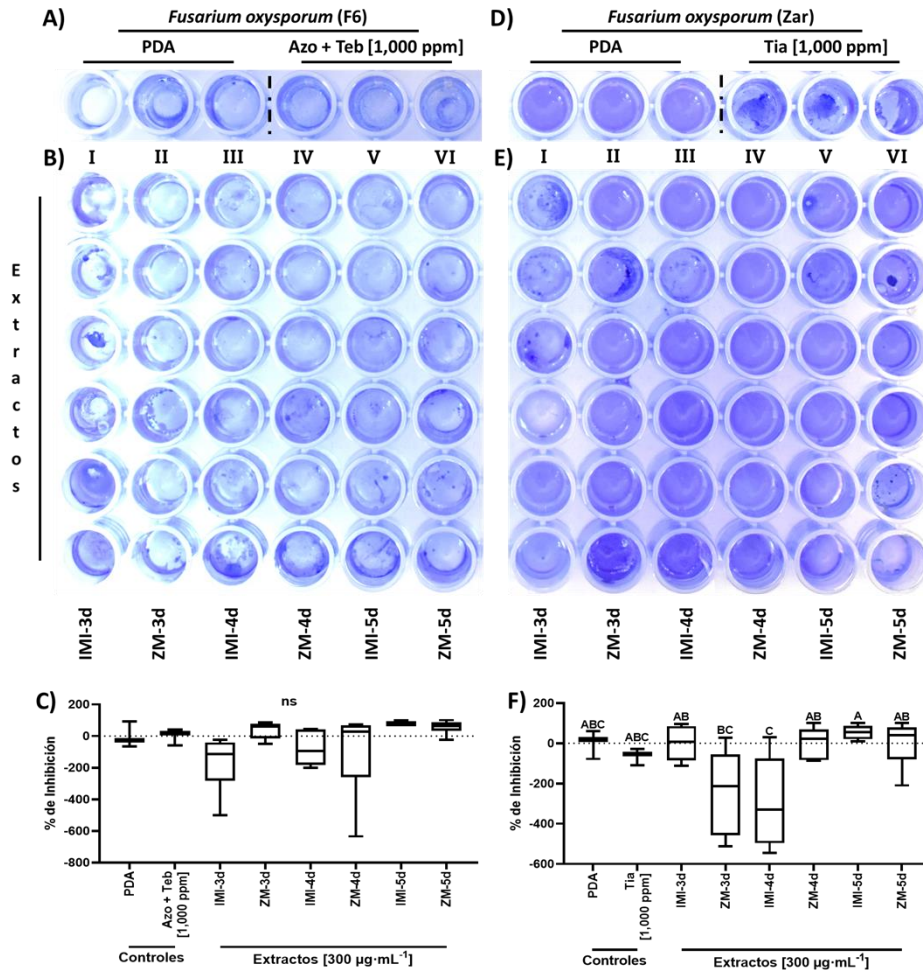 A)
Fusarium oxysporum (F6)
PDA
Azo + Teb [1,000 ppm]
B)
I II III IV V VI
Extractos
IMI-3d ZM-3d IMI-4d ZM-4d IMI-5d ZM-5d
C)
ns
% de Inhibición
200
0
-200
-400
-600
-800
PDA
Azo + Teb
[1,000 ppm]
IMI-3d ZM-3d IMI-4d ZM-4d IMI-5d ZM-5d
Controles
Extractos [300 µg·mL⁻¹]
D)
Fusarium oxysporum (Zar)
PDA
Tia [1,000 ppm]
E)
I II III IV V VI
IMI-3d ZM-3d IMI-4d ZM-4d IMI-5d ZM-5d
F)
% de Inhibición
200
0
-200
-400
-600
ABC ABC AB BC C AB A AB
PDA
Tia
[1,000 ppm]
IMI-3d ZM-3d IMI-4d ZM-4d IMI-5d ZM-5d
Controles
Extractos [300 µg·mL⁻¹]